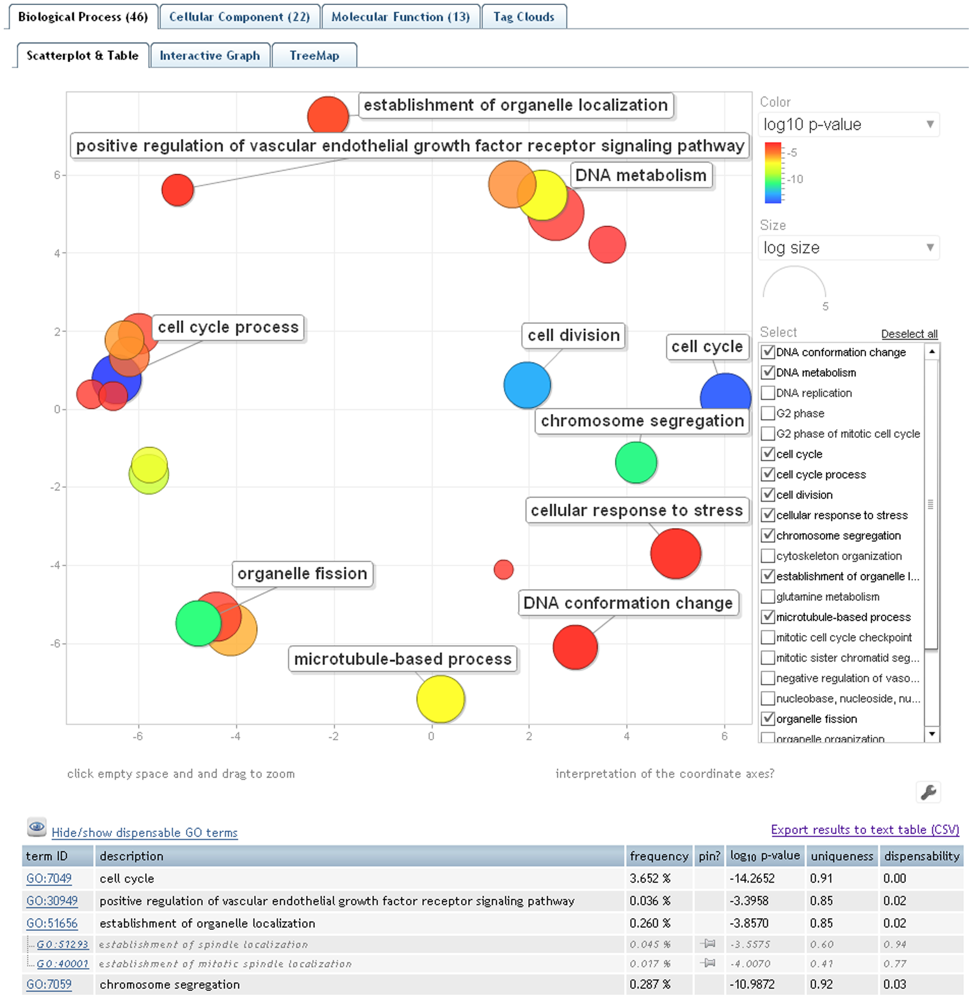 Biological Process (46) Cellular Component (22) Molecular Function (13) Tag Clouds
Scatterplot & Table Interactive Graph TreeMap
establishment of organelle localization
positive regulation of vascular endothelial growth factor receptor signaling pathway
DNA metabolism
cell cycle process
cell division
cell cycle
chromosome segregation
cellular response to stress
organelle fission
DNA conformation change
microtubule-based process
6
4
2
0
-2
-4
-6
-6 -4 -2 0 2 4 6
Color
log10 p-value
-5
-10
Size
log size
5
Select Deselect all
DNA conformation change
DNA metabolism
DNA replication
G2 phase
G2 phase of mitotic cell cycle
cell cycle
cell cycle process
cell division
cellular response to stress
chromosome segregation
cytoskeleton organization
establishment of organelle l...
glutamine metabolism
microtubule-based process
mitotic cell cycle checkpoint
mitotic sister chromatid seg...
negative regulation of vaso...
nucleobase, nucleoside, nu...
organelle fission
organelle organization
click empty space and and drag to zoom interpretation of the coordinate axes?
Hide/show dispensable GO terms Export results to text table (CSV)
term ID description frequency pin? log10 p-value uniqueness dispensability
GO:7049 cell cycle 3.652 % -14.2652 0.91 0.00
GO:30949 positive regulation of vascular endothelial growth factor receptor signaling pathway 0.036 % -3.3958 0.85 0.02
GO:51656 establishment of organelle localization 0.260 % -3.8570 0.85 0.02
GO:51293 establishment of spindle localization 0.045 % -3.5575 0.60 0.94
GO:40001 establishment of mitotic spindle localization 0.017 % -4.0070 0.41 0.77
GO:7059 chromosome segregation 0.287 % -10.9872 0.92 0.03